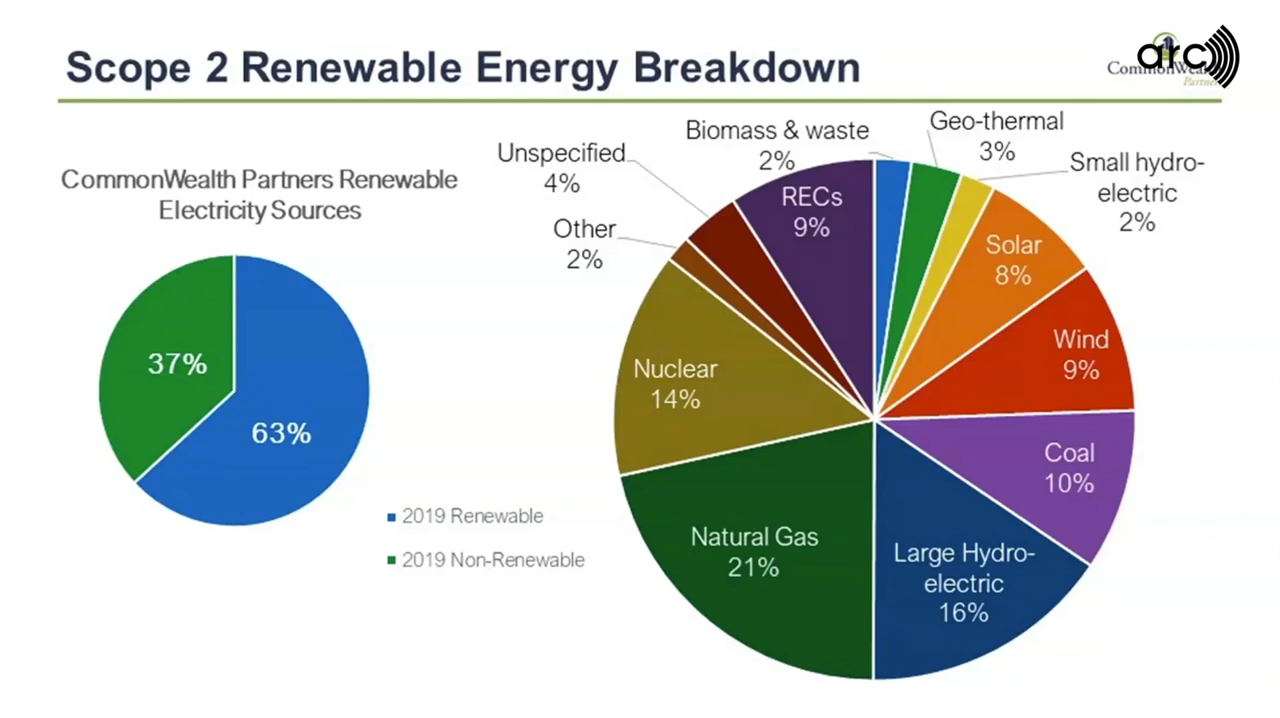 Scope 2 Renewable Energy Breakdown
arc
CommonWealth Partners Renewable
Electricity Sources
37%
63%
2019 Renewable
2019 Non-Renewable
Biomass & waste
2%
Geo-thermal
3%
Small hydro-
electric
2%
Solar
8%
Wind
9%
Coal
10%
Large Hydro-
electric
16%
Natural Gas
21%
Nuclear
14%
Other
2%
Unspecified
4%
RECs
9%